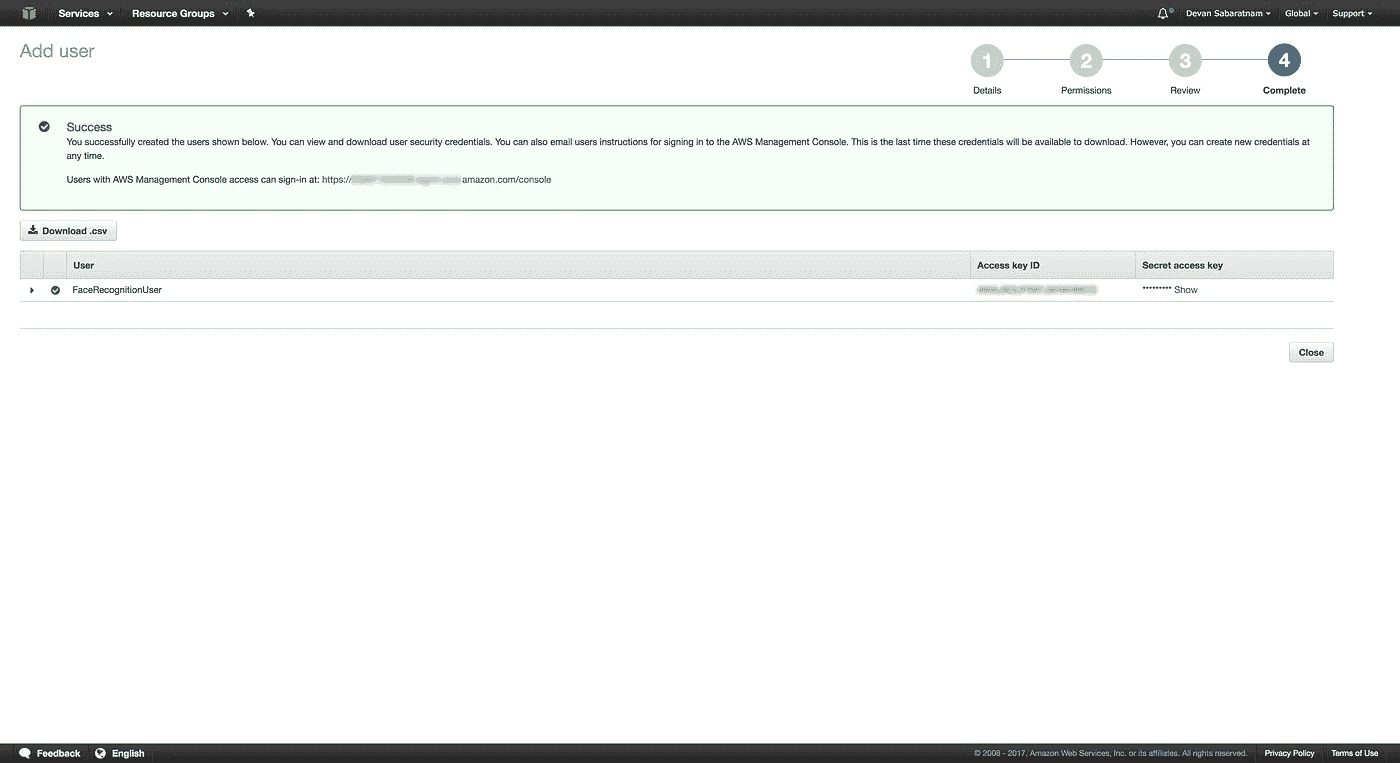 Services Resource Groups Devan Sabaratnam Global Support
Add user
1 2 3 4
Details Permissions Review Complete
Success
You successfully created the users shown below. You can view and download user security credentials. You can also email users instructions for signing in to the AWS Management Console. This is the last time these credentials will be available to download. However, you can create new credentials at
any time.
Users with AWS Management Console access can sign-in at: https:// amazon.com/console
Download .csv
User Access key ID Secret access key
FaceRecognitionUser ********* Show
Close
Feedback English © 2008 - 2017, Amazon Web Services, Inc. or its affiliates. All rights reserved. Privacy Policy Terms of Use